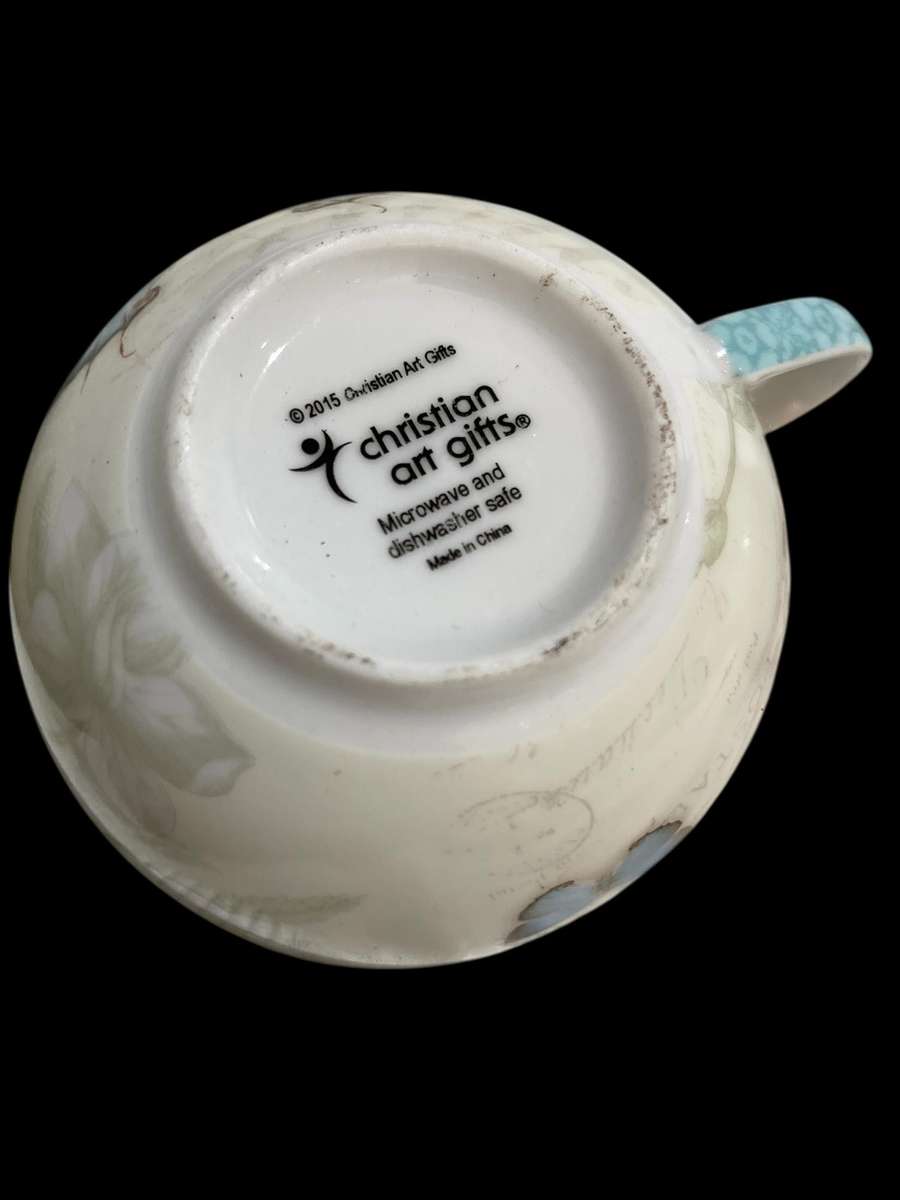 © 2015 Christian Art Gifts
christian
art gifts®
Microwave and
dishwasher safe
Made in China